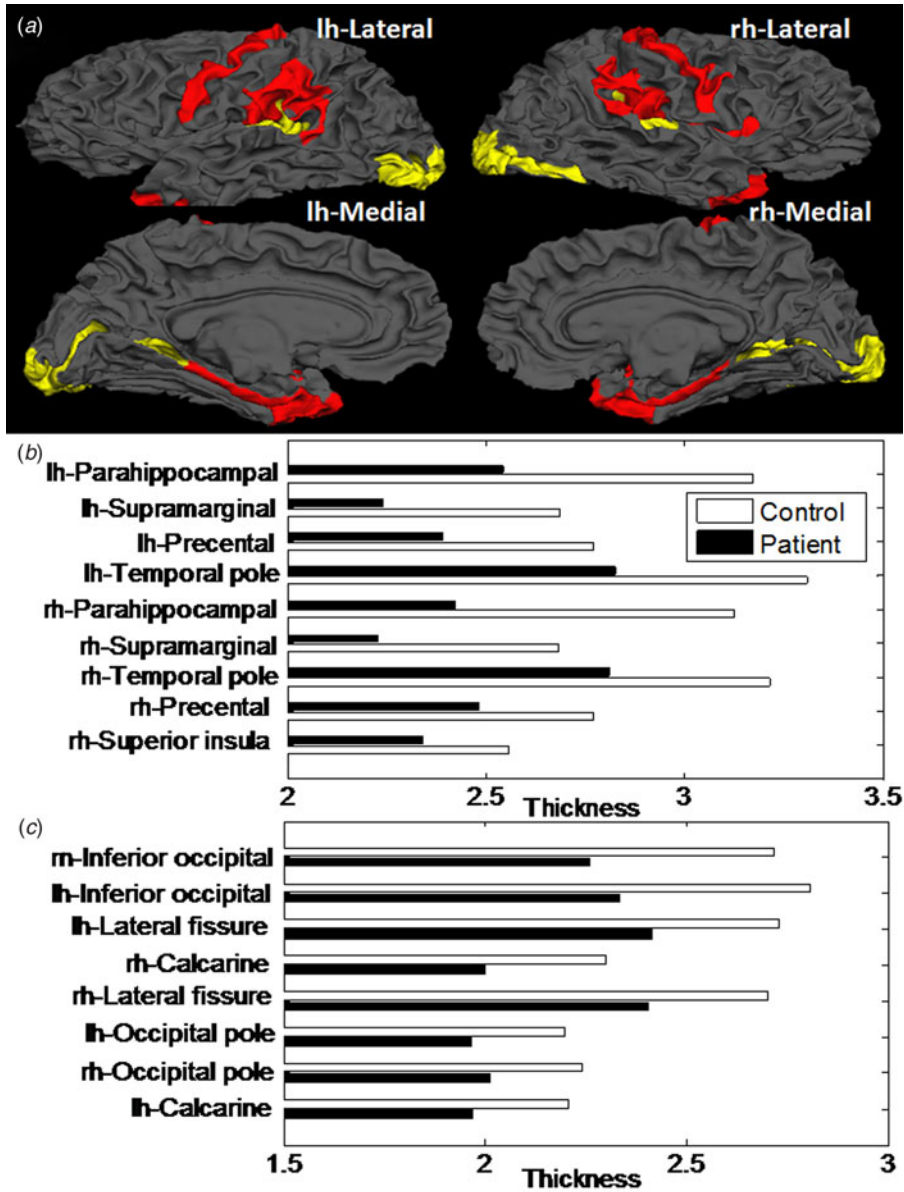 (a)
lh-Lateral
rh-Lateral
lh-Medial
rh-Medial
(b)
lh-Parahippocampal
lh-Supramarginal
lh-Precental
lh-Temporal pole
rh-Parahippocampal
rh-Supramarginal
rh-Temporal pole
rh-Precental
rh-Superior insula
Control
Patient
2 2.5 3 3.5
Thickness
(c)
rn-Inferior occipital
lh-Inferior occipital
lh-Lateral fissure
rh-Calcarine
rh-Lateral fissure
lh-Occipital pole
rh-Occipital pole
lh-Calcarine
1.5 2 2.5 3
Thickness